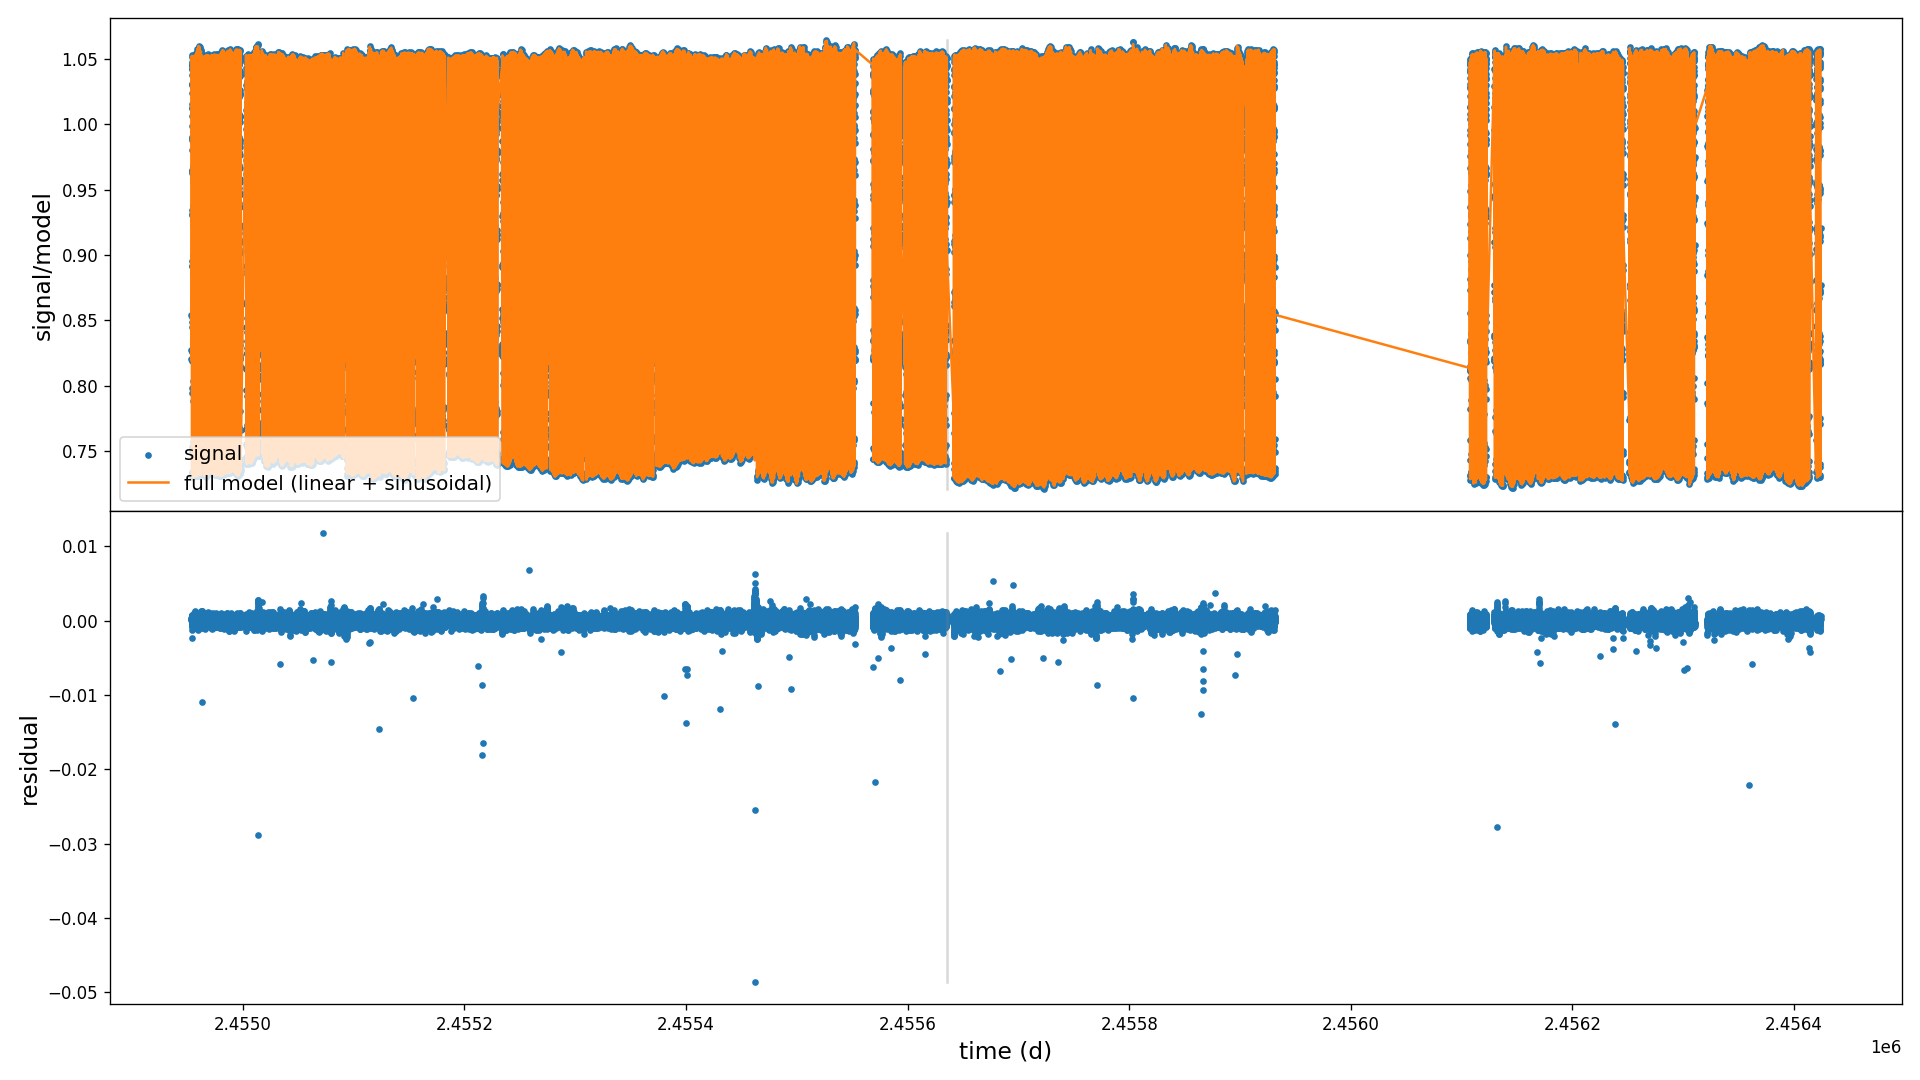 signal/model
1.05
1.00
0.95
0.90
0.85
0.80
0.75
signal
full model (linear + sinusoidal)
residual
0.01
0.00
−0.01
−0.02
−0.03
−0.04
−0.05
2.4550 2.4552 2.4554 2.4556 2.4558 2.4560 2.4562 2.4564
time (d)
1e6